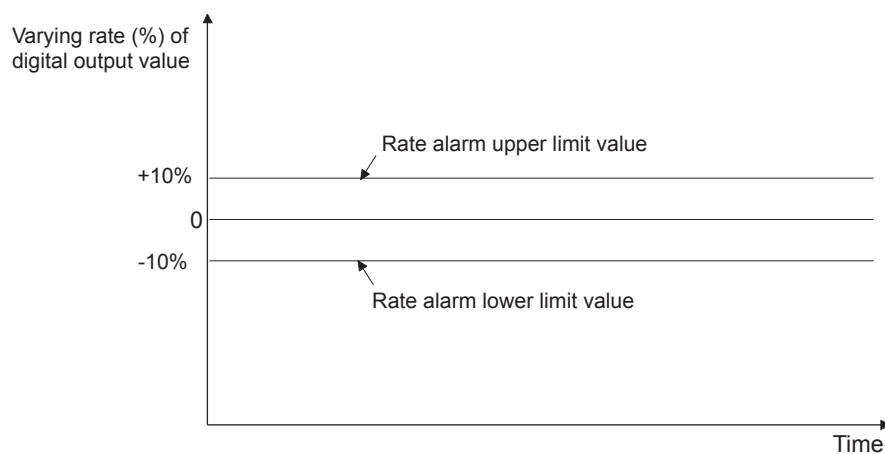 Varying rate (%) of
digital output value
Rate alarm upper limit value
+10%
0
-10%
Rate alarm lower limit value
Time